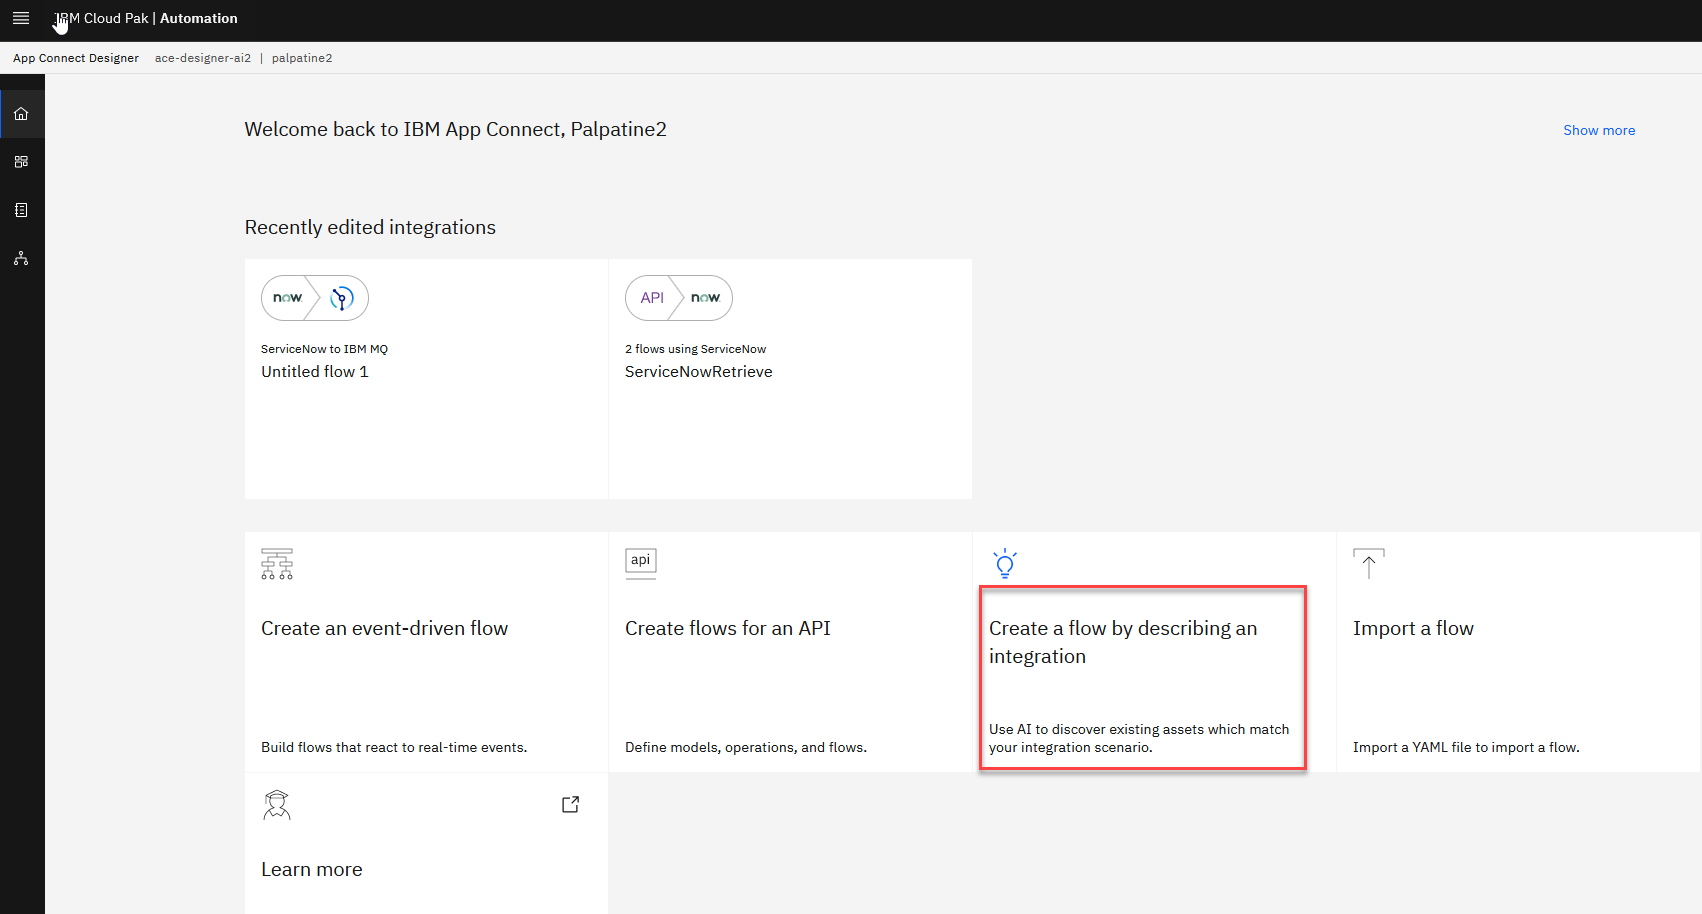 IBM Cloud Pak | Automation
App Connect Designer ace-designer-ai2 | palpatine2
Welcome back to IBM App Connect, Palpatine2
Show more
Recently edited integrations
now
ServiceNow to IBM MQ
Untitled flow 1
API now
2 flows using ServiceNow
ServiceNowRetrieve
Create an event-driven flow
Build flows that react to real-time events.
api
Create flows for an API
Define models, operations, and flows.
Create a flow by describing an
integration
Use AI to discover existing assets which match
your integration scenario.
Import a flow
Import a YAML file to import a flow.
Learn more